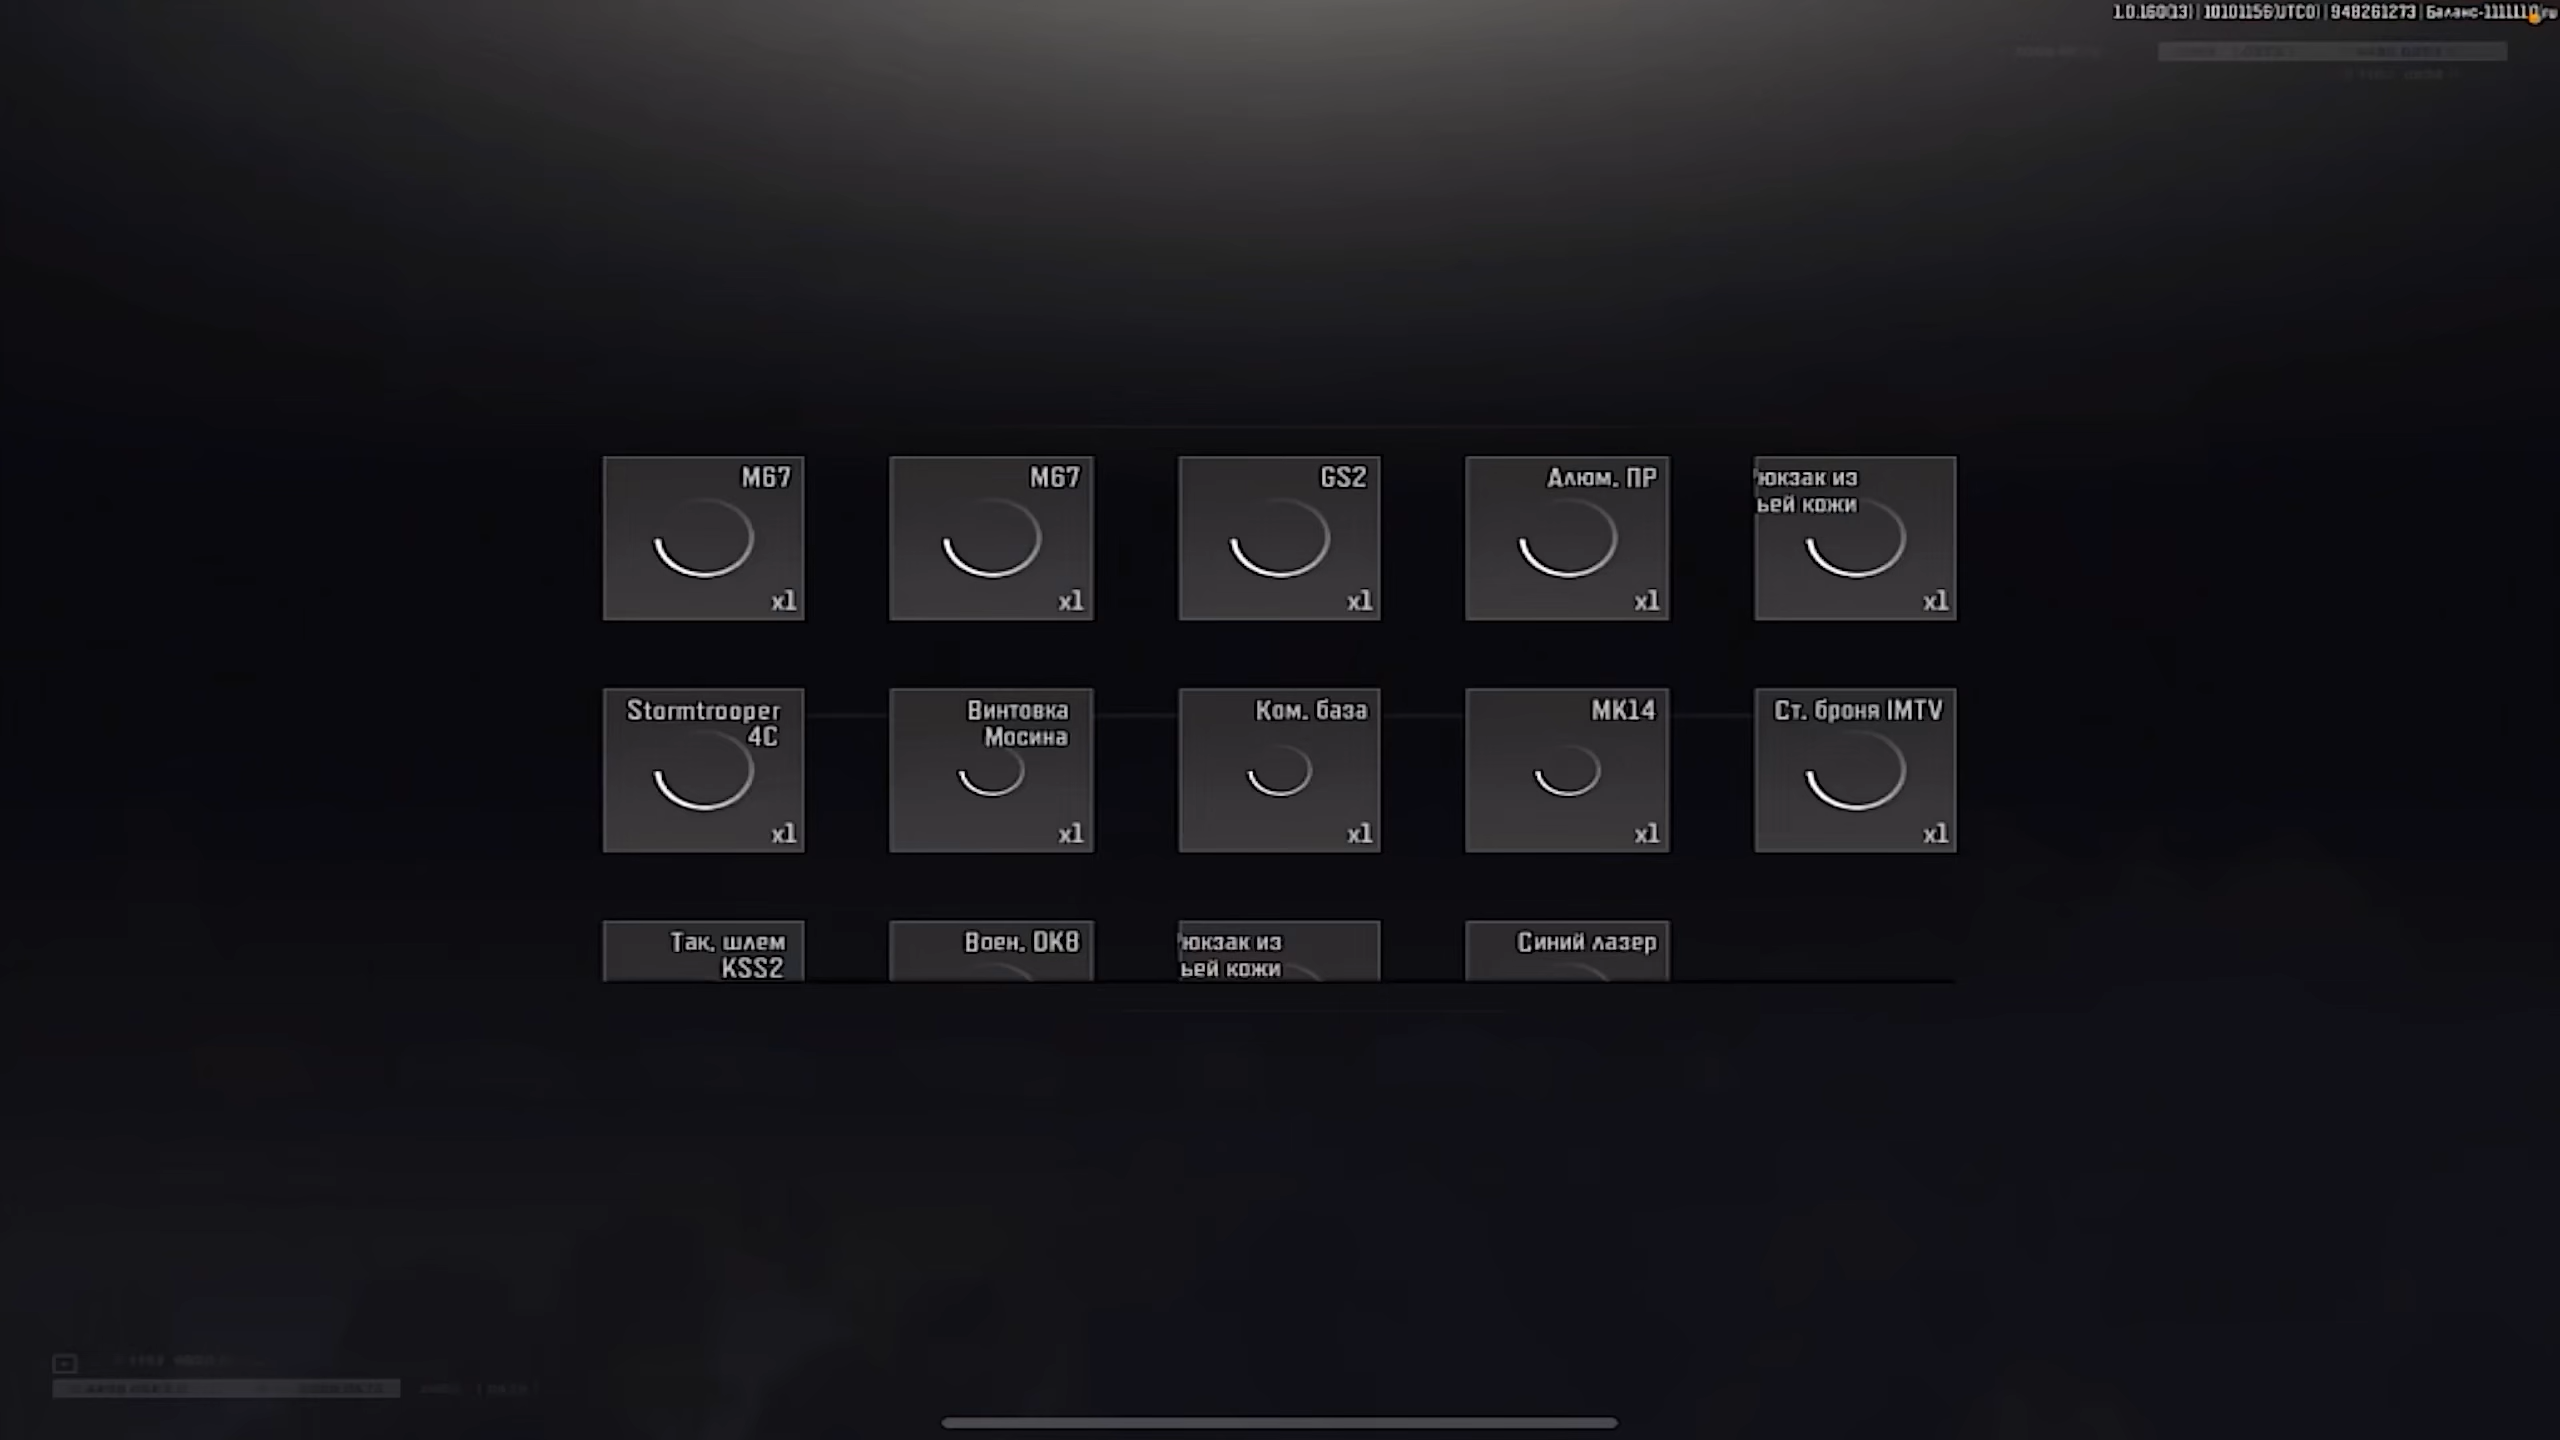 1.0.160(13) | 10101156(UTC0) | 948261273 | Баланс-111111
M67
M67
GS2
Алюм. ПР
юкзак из
ьей кожи
x1
x1
x1
x1
x1
Stormtrooper
4C
Винтовка
Мосина
Ком. база
MK14
Ст. броня IMTV
x1
x1
x1
x1
x1
Так. шлем
KSS2
Воен. DK8
юкзак из
ьей кожи
Синий лазер